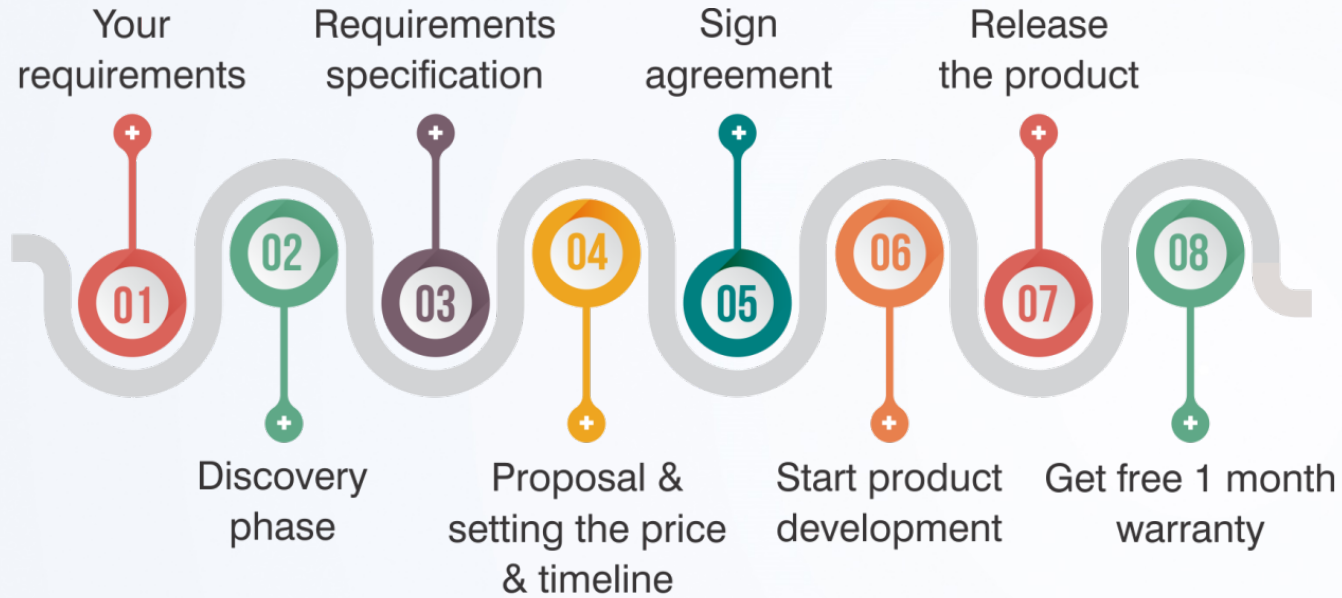 Your
requirements
01
02
Discovery
phase
Requirements
specification
03
04
Proposal &
setting the price
& timeline
Sign
agreement
05
06
Start product
development
Release
the product
07
08
Get free 1 month
warranty